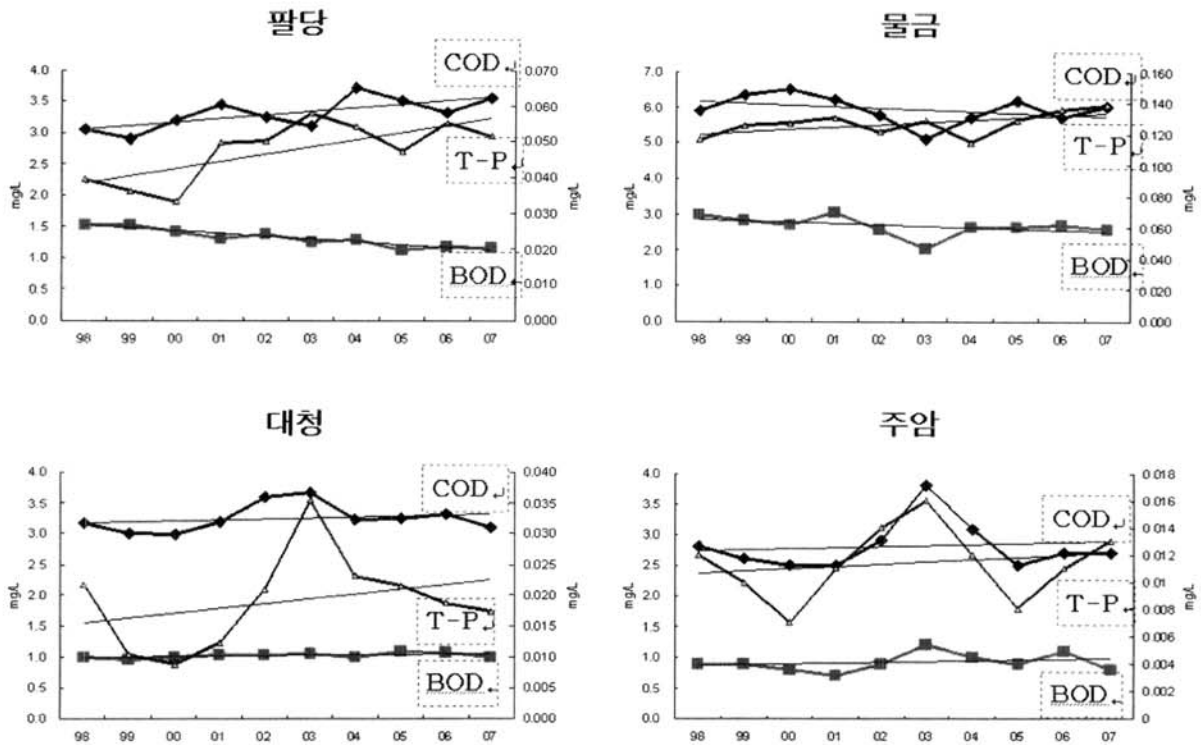 팔당
4.0
3.5
3.0
2.5
2.0
1.5
1.0
0.5
0.0
mg/L
98 99 00 01 02 03 04 05 06 07
0.070
0.060
0.050
0.040
0.030
0.020
0.010
0.000
mg/L
COD
T-P
BOD
물금
7.0
6.0
5.0
4.0
3.0
2.0
1.0
0.0
mg/L
98 99 00 01 02 03 04 05 06 07
0.160
0.140
0.120
0.100
0.080
0.060
0.040
0.020
0.000
mg/L
COD
T-P
BOD
대청
4.0
3.5
3.0
2.5
2.0
1.5
1.0
0.5
0.0
mg/L
98 99 00 01 02 03 04 05 06 07
0.040
0.035
0.030
0.025
0.020
0.015
0.010
0.005
0.000
mg/L
COD
T-P
BOD
주암
4.0
3.5
3.0
2.5
2.0
1.5
1.0
0.5
0.0
mg/L
98 99 00 01 02 03 04 05 06 07
0.018
0.016
0.014
0.012
0.01
0.008
0.006
0.004
0.002
0
mg/L
COD
T-P
BOD